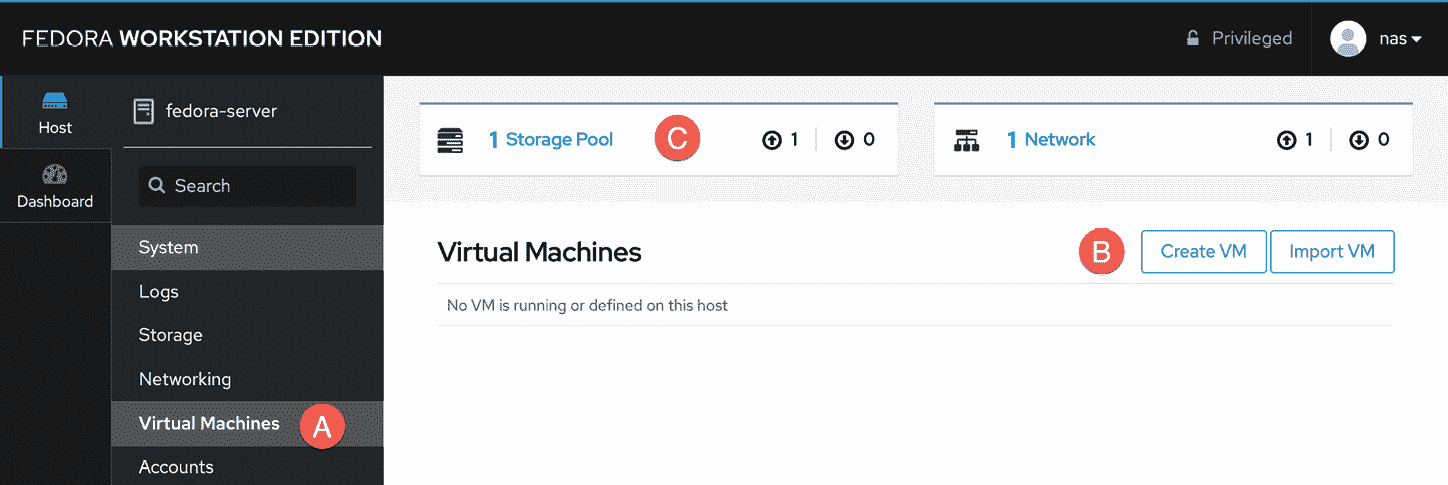 FEDORA WORKSTATION EDITION
Privileged
nas
Host
Dashboard
fedora-server
Search
System
Logs
Storage
Networking
Virtual Machines A
Accounts
1 Storage Pool C 1 0
1 Network 1 0
Virtual Machines
B Create VM Import VM
No VM is running or defined on this host